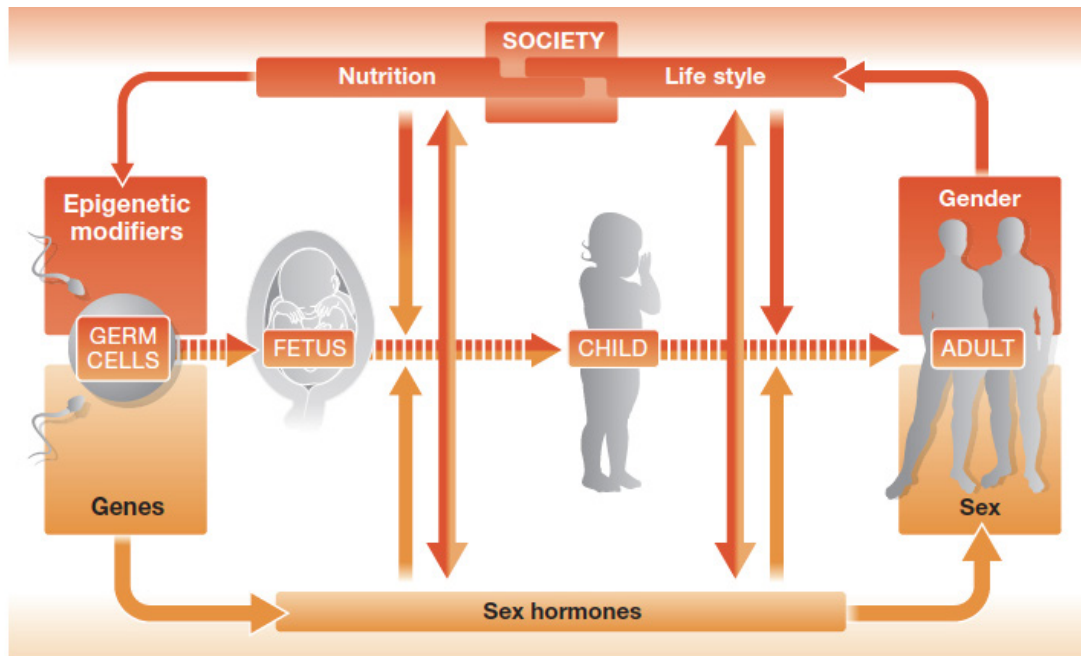 SOCIETY
Nutrition
Life style
Epigenetic
modifiers
Gender
GERM
CELLS
FETUS
CHILD
ADULT
Genes
Sex
Sex hormones